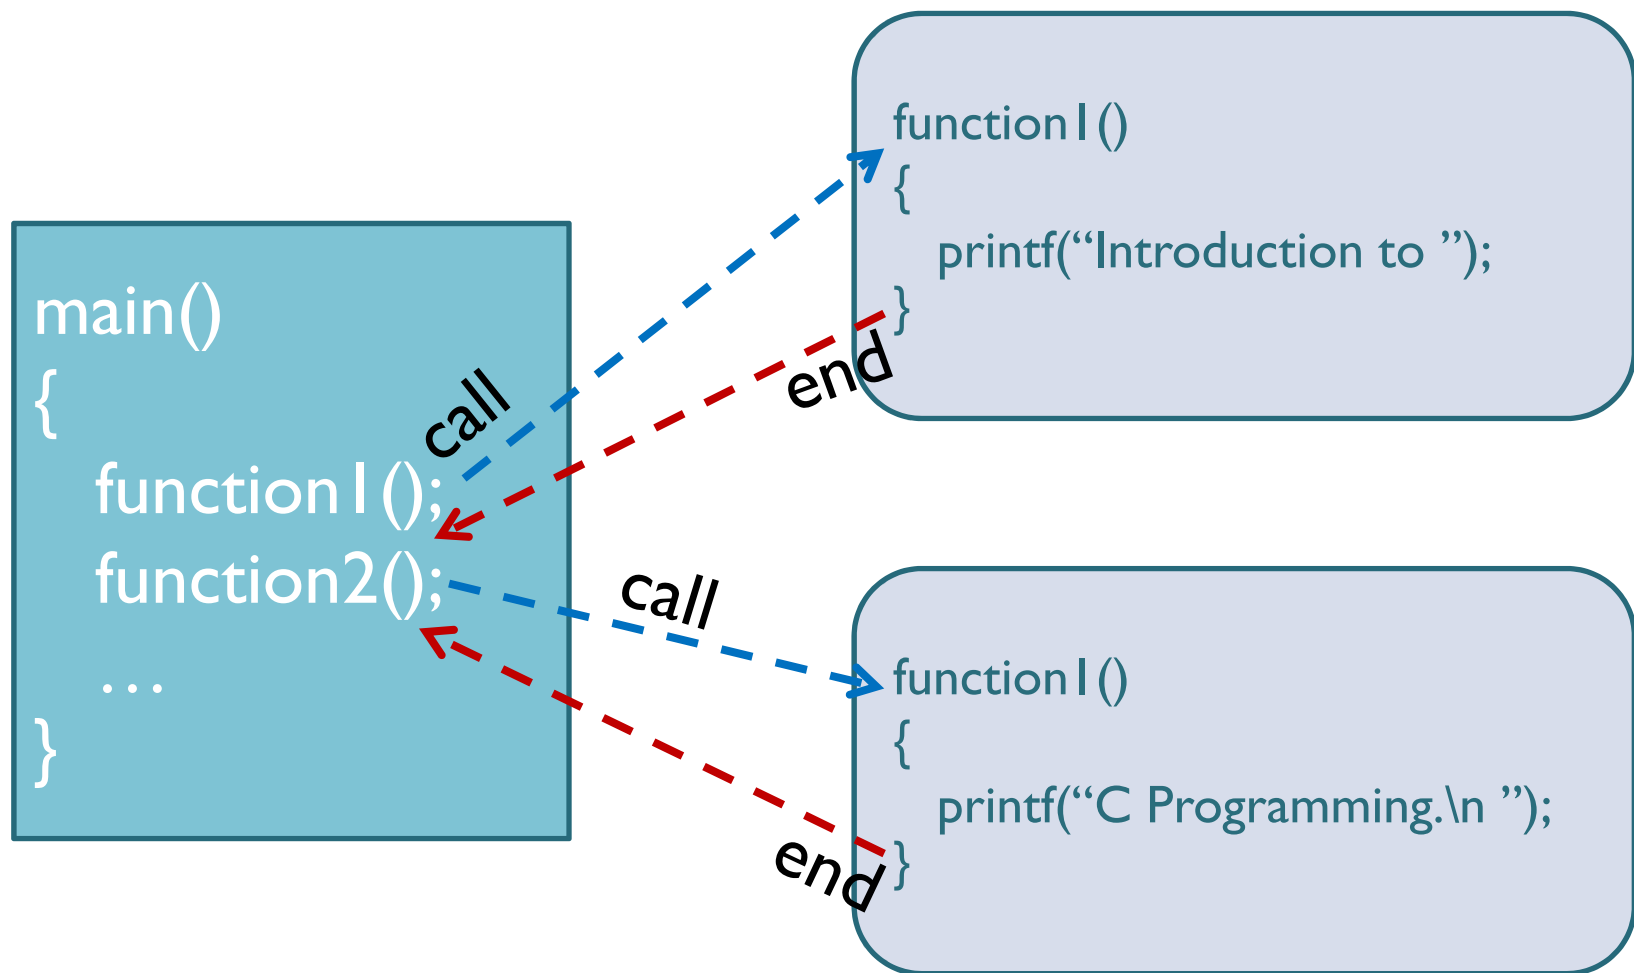 main()
{
function1();
function2();
…
}
call
end
call
end
function1()
{
printf(“Introduction to ”);
}
function1()
{
printf(“C Programming.\n ”);
}